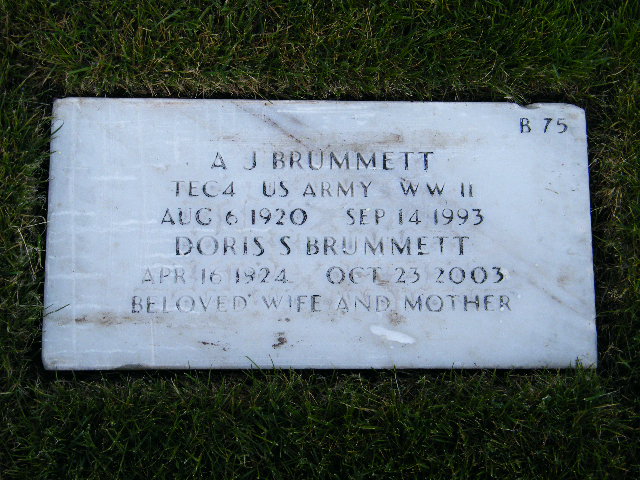 B 75
A J BRUMMETT
TEC4 US ARMY WW II
AUG 6 1920 SEP 14 1993
DORIS S BRUMMETT
APR 16 1924 OCT 23 2003
BELOVED WIFE AND MOTHER